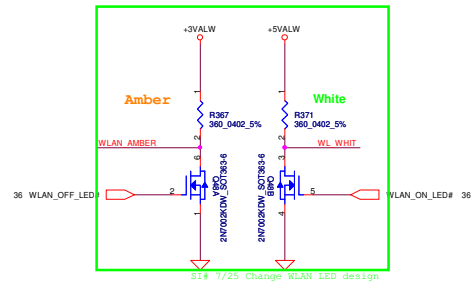 +3VALW
+5VALW
Amber
White
1
1
R367
360_0402_5%
R371
360_0402_5%
2
2
WLAN_AMBER
WL_WHIT
6
3
36 WLAN_OFF_LED#
2
5
WLAN_ON_LED# 36
2N7002KDW_SOT363-6
2N7002KDW_SOT363-6
1
4
SI# 7/25 Change WLAN LED design